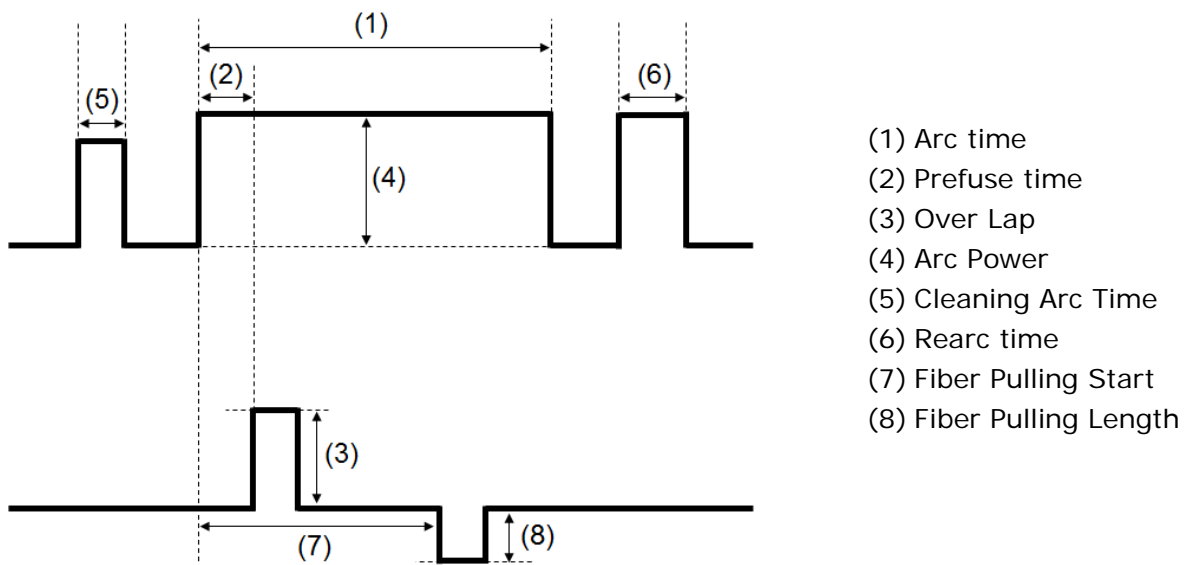 (1)
(2)
(6)
(5)
(4)
(3)
(7)
(8)
(1) Arc time
(2) Prefuse time
(3) Over Lap
(4) Arc Power
(5) Cleaning Arc Time
(6) Rearc time
(7) Fiber Pulling Start
(8) Fiber Pulling Length